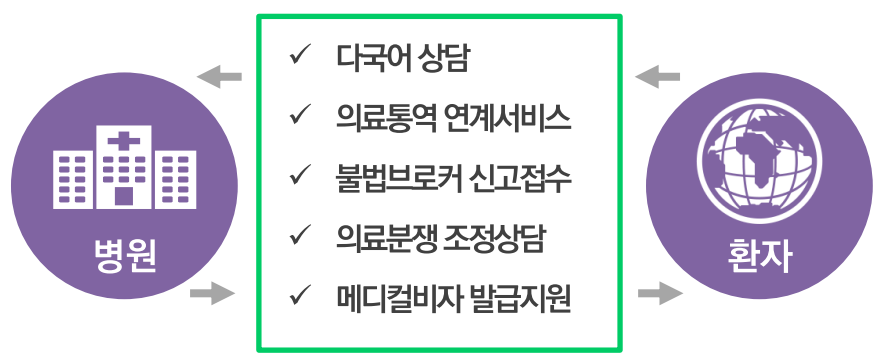 다국어 상담
의료통역 연계서비스
불법브로커 신고접수
의료분쟁 조정상담
메디컬비자 발급지원
병원
환자